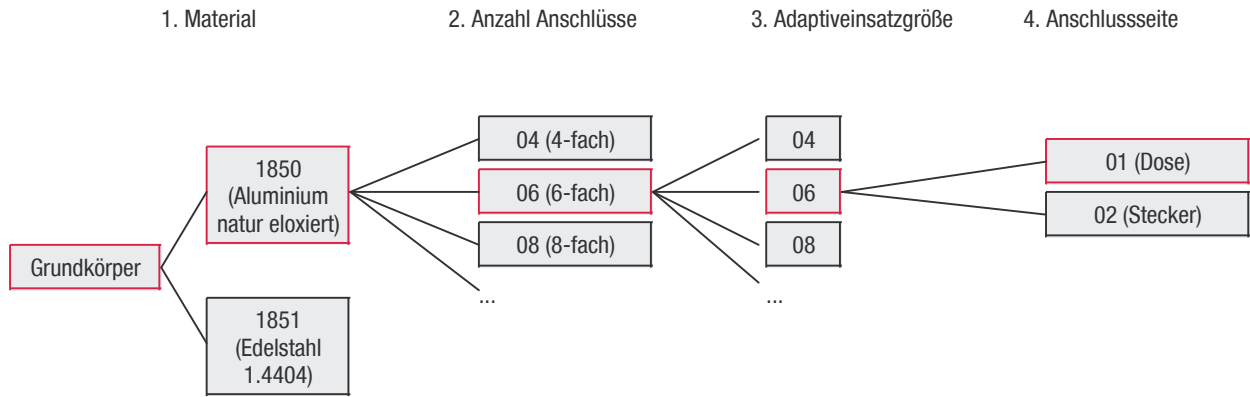 1. Material
2. Anzahl Anschlüsse
3. Adaptiveinsatzgröße
4. Anschlussseite
Grundkörper
1850
(Aluminium
natur eloxiert)
1851
(Edelstahl
1.4404)
04 (4-fach)
06 (6-fach)
08 (8-fach)
...
04
06
08
...
01 (Dose)
02 (Stecker)